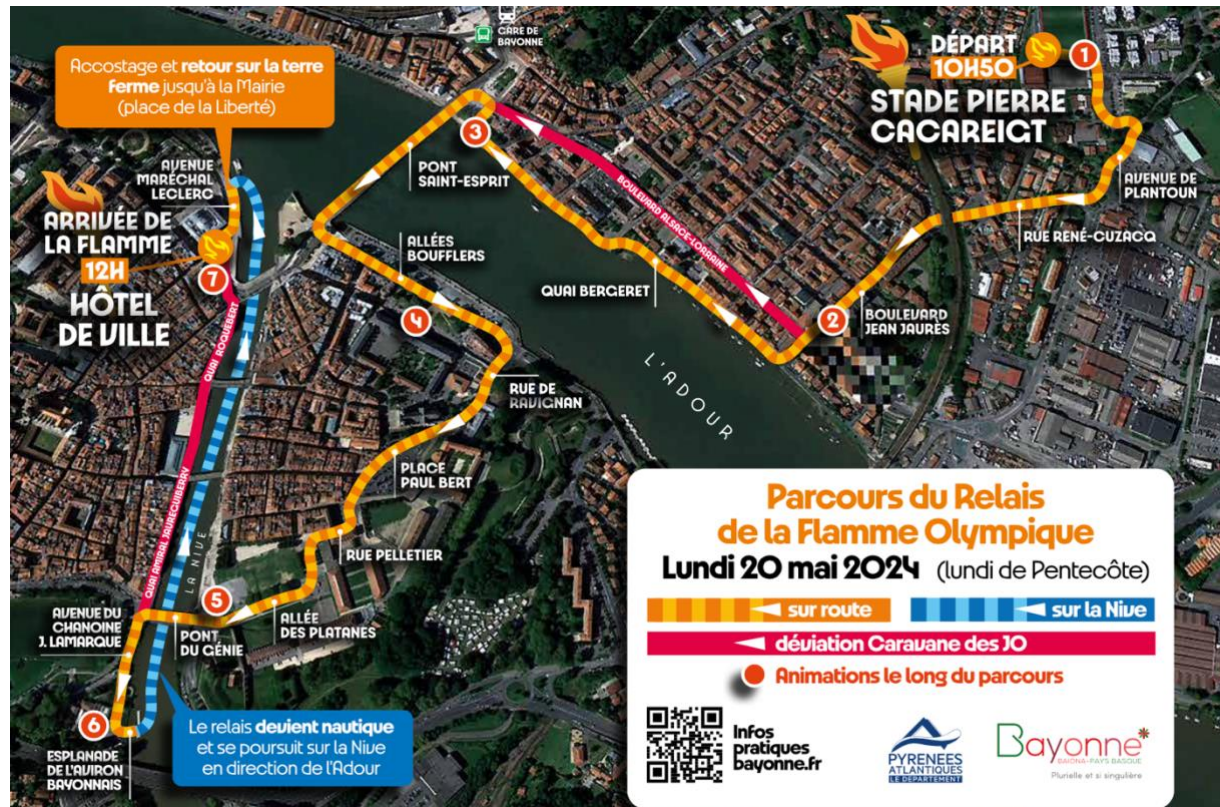 GARE DE
BAYONNE
Accostage et retour sur la terre
ferme jusqu'à la Mairie
(place de la Liberté)
DÉPART
10H50
1
STADE PIERRE
CACAREIGT
3
PONT
SAINT-ESPRIT
BOULEVARD ALSACE-LORRAINE
AVENUE
DE PLANTOUN
RUE RENÉ-CUZACQ
AVENUE
MARÉCHAL
LECLERC
ARRIVÉE DE
LA FLAMME
12H
7
HÔTEL
DE VILLE
ALLÉES
BOUFFLERS
4
QUAI BERGERET
2
BOULEVARD
JEAN JAURÈS
L'ADOUR
RUE DE
RAVIGNAN
QUAI ROQUEBERT
PLACE
PAUL BERT
QUAI AMIRAL JAUREGUIBERRY
LA NIVE
RUE PELLETIER
5
ALLÉE
DES PLATANES
AVENUE DU
CHANOINE
J. LAMARQUE
PONT
DU GÉNIE
6
ESPLANADE
DE L'AVIRON
BAYONNAIS
Le relais devient nautique
et se poursuit sur la Nive
en direction de l'Adour
Parcours du Relais
de la Flamme Olympique
Lundi 20 mai 2024 (lundi de Pentecôte)
sur route
sur la Nive
déviation Caravane des JO
Animations le long du parcours
Infos
pratiques
bayonne.fr
PYRENEES
ATLANTIQUES
LE DEPARTEMENT
Bayonne
BAIONA·PAYS BASQUE
Plurielle et si singulière